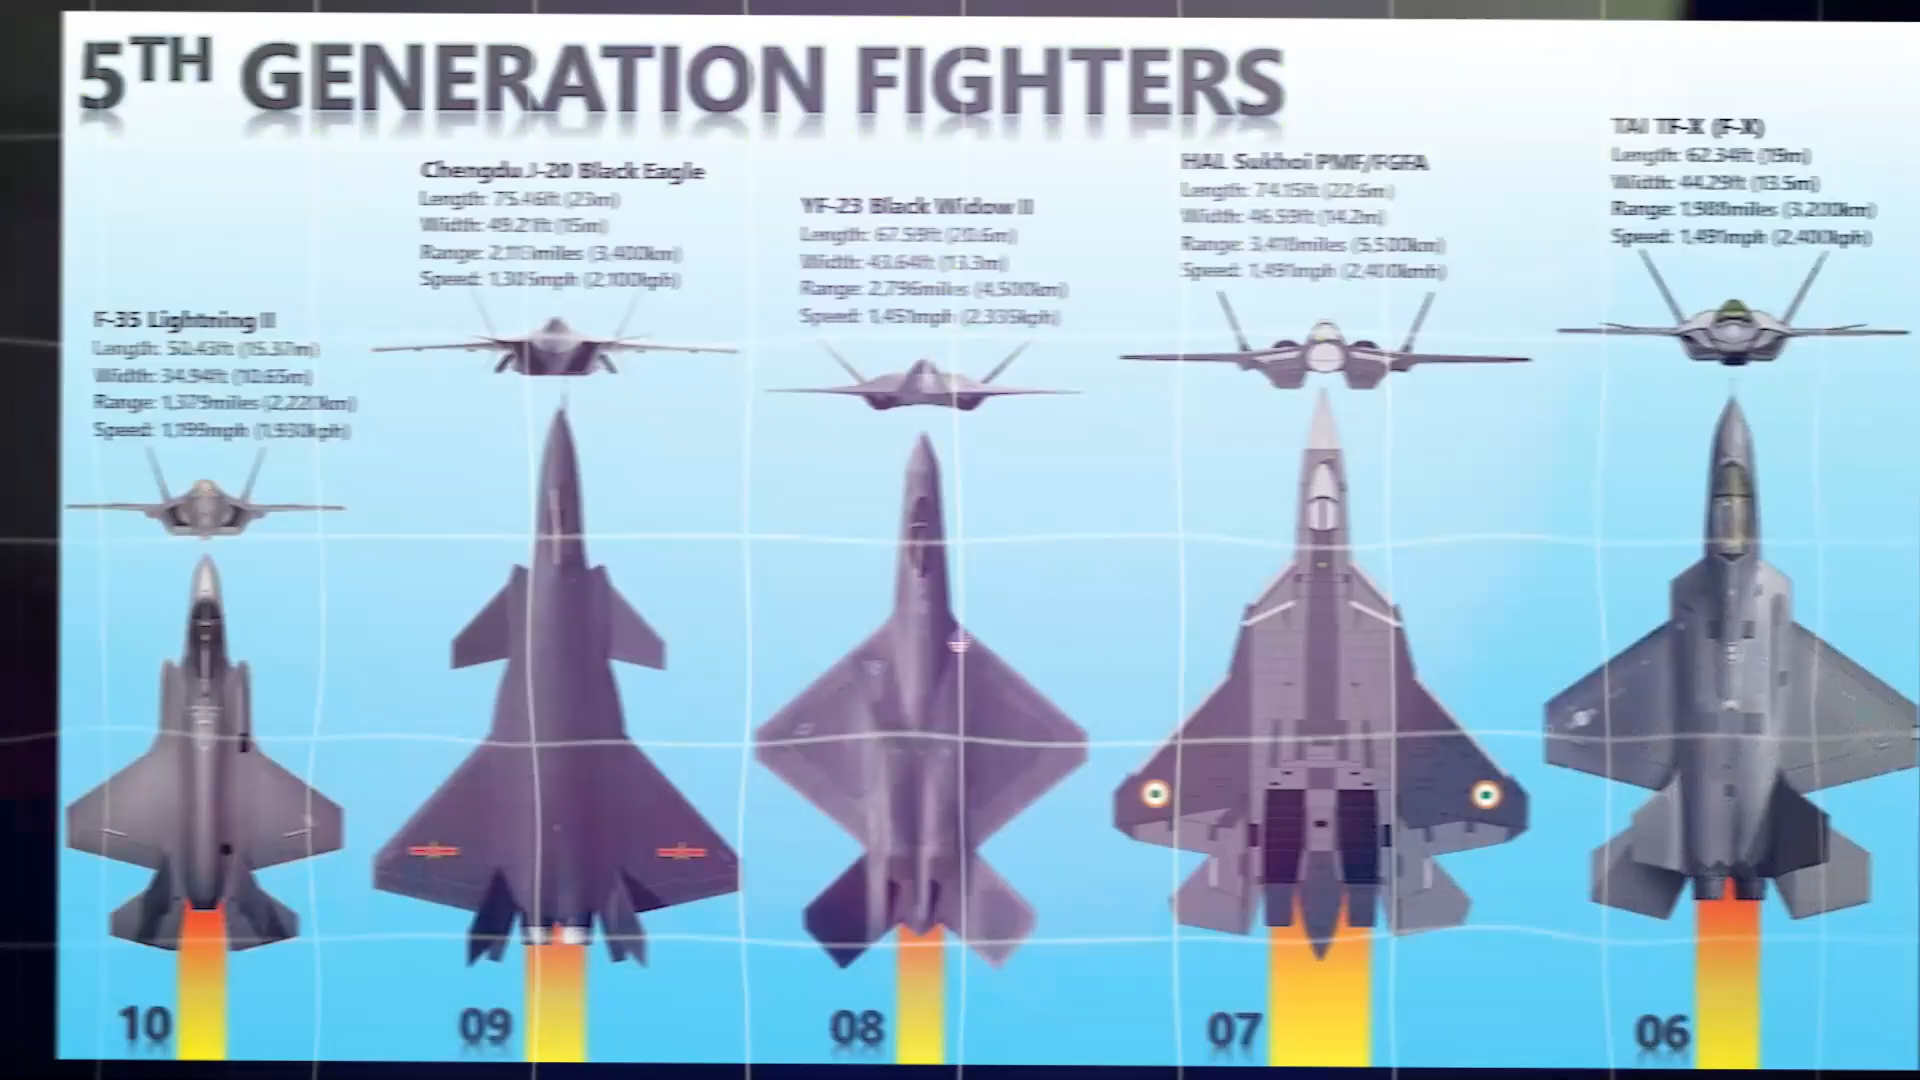 5TH GENERATION FIGHTERS
F-35 Lightning II
Length: 50.43ft (15.37m)
Width: 34.94ft (10.65m)
Range: 1,379miles (2,220km)
Speed: 1,199mph (1,930kph)
10
Chengdu J-20 Black Eagle
Length: 75.46ft (23m)
Width: 49.21ft (15m)
Range: 2,113miles (3,400km)
Speed: 1,305mph (2,100kph)
09
YF-23 Black Widow II
Length: 67.59ft (20.6m)
Width: 43.64ft (13.3m)
Range: 2,796miles (4,500km)
Speed: 1,451mph (2,335kph)
08
HAL Sukhoi PMF/FGFA
Length: 74.15ft (22.6m)
Width: 46.59ft (14.2m)
Range: 3,418miles (5,500km)
Speed: 1,491mph (2,400kmh)
07
TAI TF-X (F-X)
Length: 62.34ft (19m)
Width: 44.29ft (13.5m)
Range: 1,988miles (3,200km)
Speed: 1,491mph (2,400kph)
06